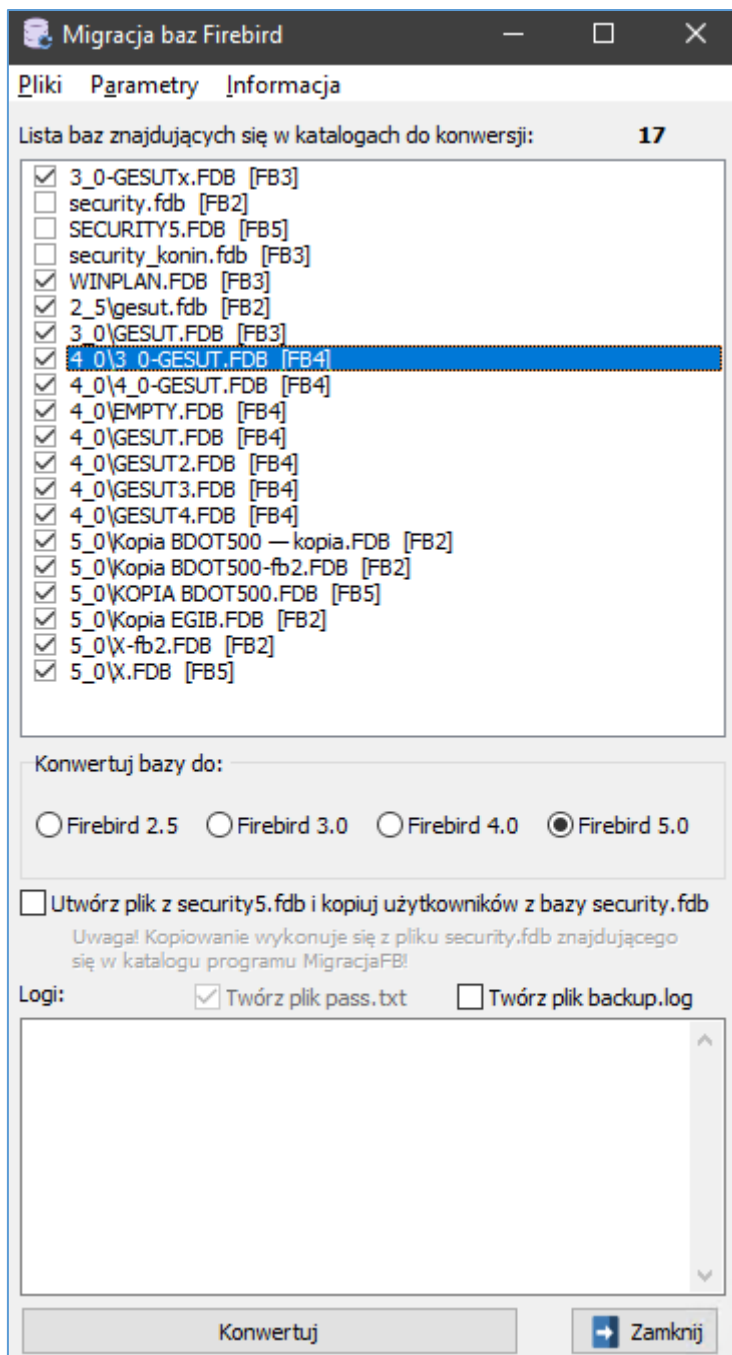 Migracja baz Firebird
Pliki Parametry Informacja
Lista baz znajdujących się w katalogach do konwersji: 17
3_0-GESUTx.FDB [FB3]
security.fdb [FB2]
SECURITY5.FDB [FB5]
security_konin.fdb [FB3]
WINPLAN.FDB [FB3]
2_5\gesut.fdb [FB2]
3_0\GESUT.FDB [FB3]
4_0\3_0-GESUT.FDB [FB4]
4_0\4_0-GESUT.FDB [FB4]
4_0\EMPTY.FDB [FB4]
4_0\GESUT.FDB [FB4]
4_0\GESUT2.FDB [FB4]
4_0\GESUT3.FDB [FB4]
4_0\GESUT4.FDB [FB4]
5_0\Kopia BDOT500 — kopia.FDB [FB2]
5_0\Kopia BDOT500-fb2.FDB [FB2]
5_0\KOPIA BDOT500.FDB [FB5]
5_0\Kopia EGIB.FDB [FB2]
5_0\X-fb2.FDB [FB2]
5_0\X.FDB [FB5]
Konwertuj bazy do:
Firebird 2.5 Firebird 3.0 Firebird 4.0 Firebird 5.0
Utwórz plik z security5.fdb i kopiuj użytkowników z bazy security.fdb
Uwaga! Kopiowanie wykonuje się z pliku security.fdb znajdującego
się w katalogu programu MigracjaFB!
Logi: Twórz plik pass.txt Twórz plik backup.log
Konwertuj Zamknij